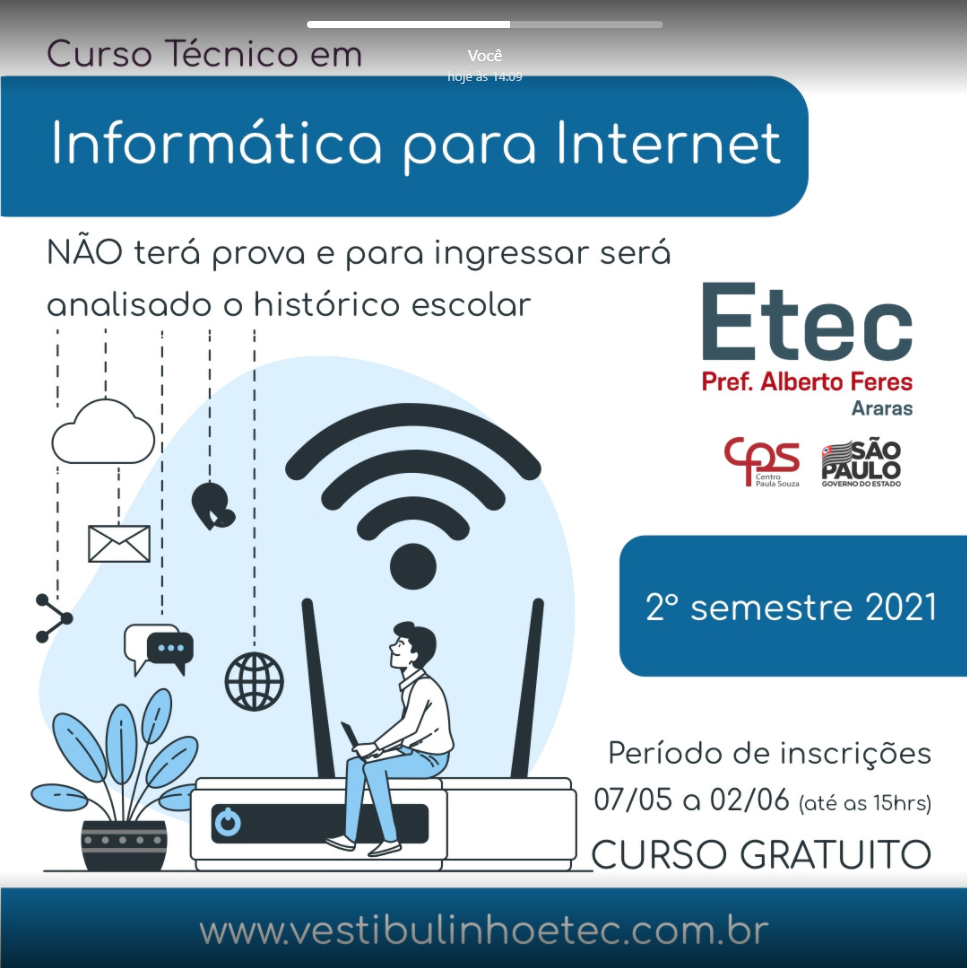 Curso Técnico em
Você
hoje às 14:09
Informática para Internet
NÃO terá prova e para ingressar será
analisado o histórico escolar
Etec
Pref. Alberto Feres
Araras
cps
Centro
Paula Souza
SÃO
PAULO
GOVERNO DO ESTADO
2º semestre 2021
Período de inscrições
07/05 a 02/06 (até as 15hrs)
CURSO GRATUITO
www.vestibulinhoetec.com.br